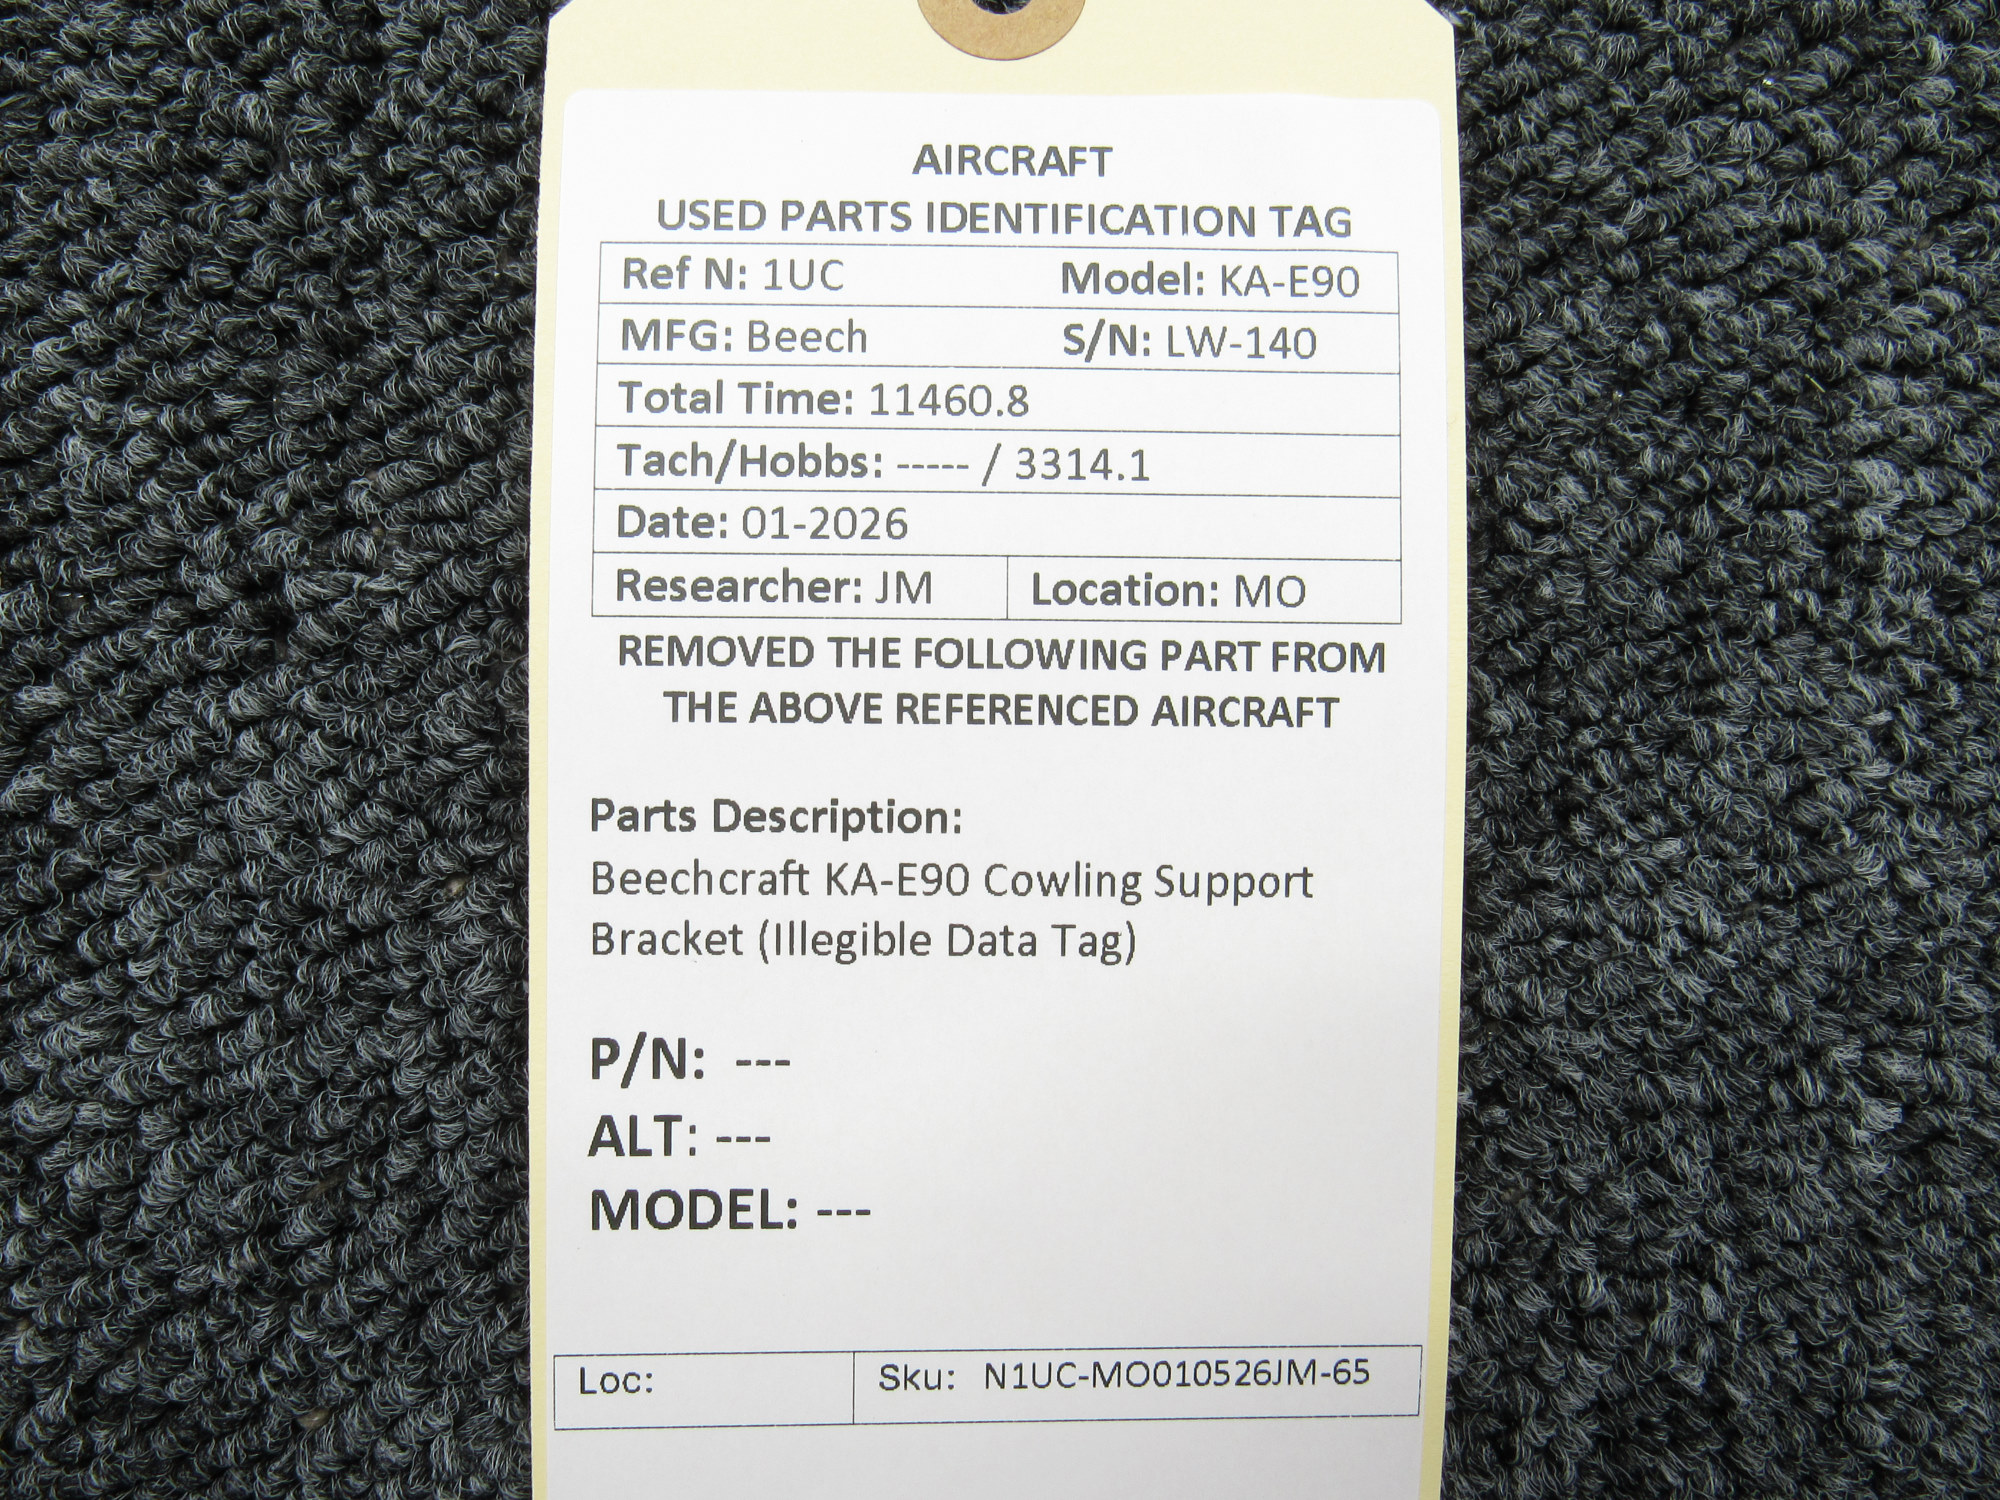 AIRCRAFT
USED PARTS IDENTIFICATION TAG
Ref N: 1UC Model: KA-E90
MFG: Beech S/N: LW-140
Total Time: 11460.8
Tach/Hobbs: ----- / 3314.1
Date: 01-2026
Researcher: JM Location: MO
REMOVED THE FOLLOWING PART FROM
THE ABOVE REFERENCED AIRCRAFT
Parts Description:
Beechcraft KA-E90 Cowling Support
Bracket (Illegible Data Tag)
P/N: ---
ALT: ---
MODEL: ---
Loc: Sku: N1UC-MO010526JM-65